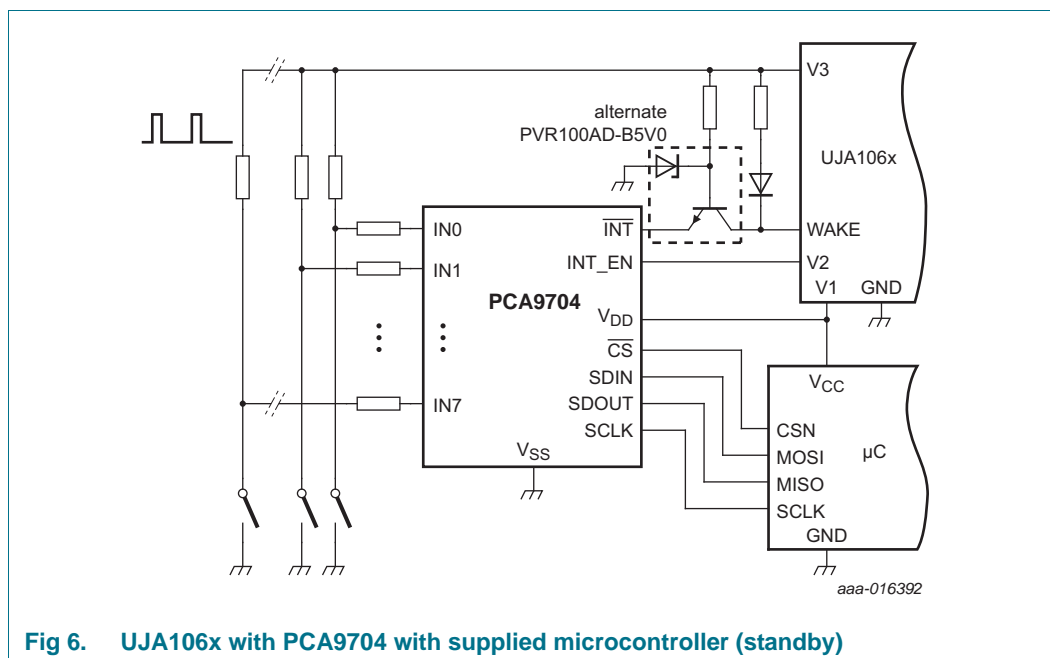 alternate
PVR100AD-B5V0
V3
UJA106x
WAKE
V2
V1
GND
IN0
IN1
IN7
PCA9704
INT
INT_EN
VDD
CS
SDIN
SDOUT
SCLK
VSS
VCC
CSN
MOSI
MISO
SCLK
µC
GND
aaa-016392
Fig 6. UJA106x with PCA9704 with supplied microcontroller (standby)